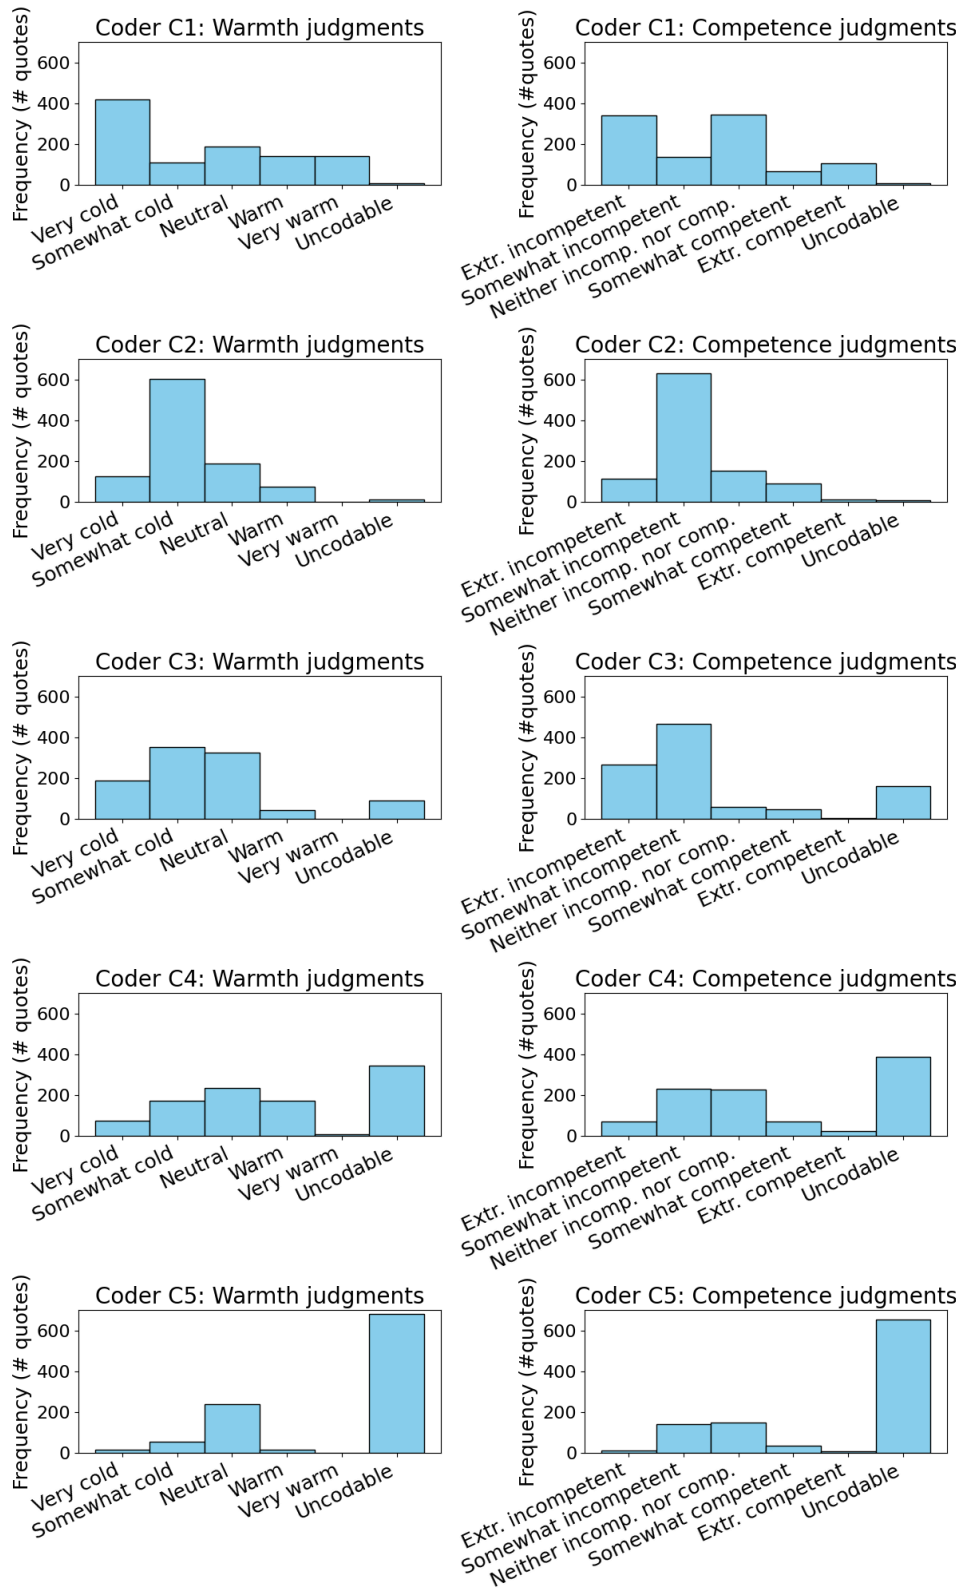 Coder C1: Warmth judgments
Frequency (# quotes)
600
400
200
0
Very cold
Somewhat cold
Neutral
Warm
Very warm
Uncodable
Coder C1: Competence judgments
Frequency (#quotes)
600
400
200
0
Extr. incompetent
Somewhat incompetent
Neither incomp. nor comp.
Somewhat competent
Extr. competent
Uncodable
Coder C2: Warmth judgments
Frequency (# quotes)
600
400
200
0
Very cold
Somewhat cold
Neutral
Warm
Very warm
Uncodable
Coder C2: Competence judgments
Frequency (#quotes)
600
400
200
0
Extr. incompetent
Somewhat incompetent
Neither incomp. nor comp.
Somewhat competent
Extr. competent
Uncodable
Coder C3: Warmth judgments
Frequency (# quotes)
600
400
200
0
Very cold
Somewhat cold
Neutral
Warm
Very warm
Uncodable
Coder C3: Competence judgments
Frequency (#quotes)
600
400
200
0
Extr. incompetent
Somewhat incompetent
Neither incomp. nor comp.
Somewhat competent
Extr. competent
Uncodable
Coder C4: Warmth judgments
Frequency (# quotes)
600
400
200
0
Very cold
Somewhat cold
Neutral
Warm
Very warm
Uncodable
Coder C4: Competence judgments
Frequency (#quotes)
600
400
200
0
Extr. incompetent
Somewhat incompetent
Neither incomp. nor comp.
Somewhat competent
Extr. competent
Uncodable
Coder C5: Warmth judgments
Frequency (# quotes)
600
400
200
0
Very cold
Somewhat cold
Neutral
Warm
Very warm
Uncodable
Coder C5: Competence judgments
Frequency (#quotes)
600
400
200
0
Extr. incompetent
Somewhat incompetent
Neither incomp. nor comp.
Somewhat competent
Extr. competent
Uncodable